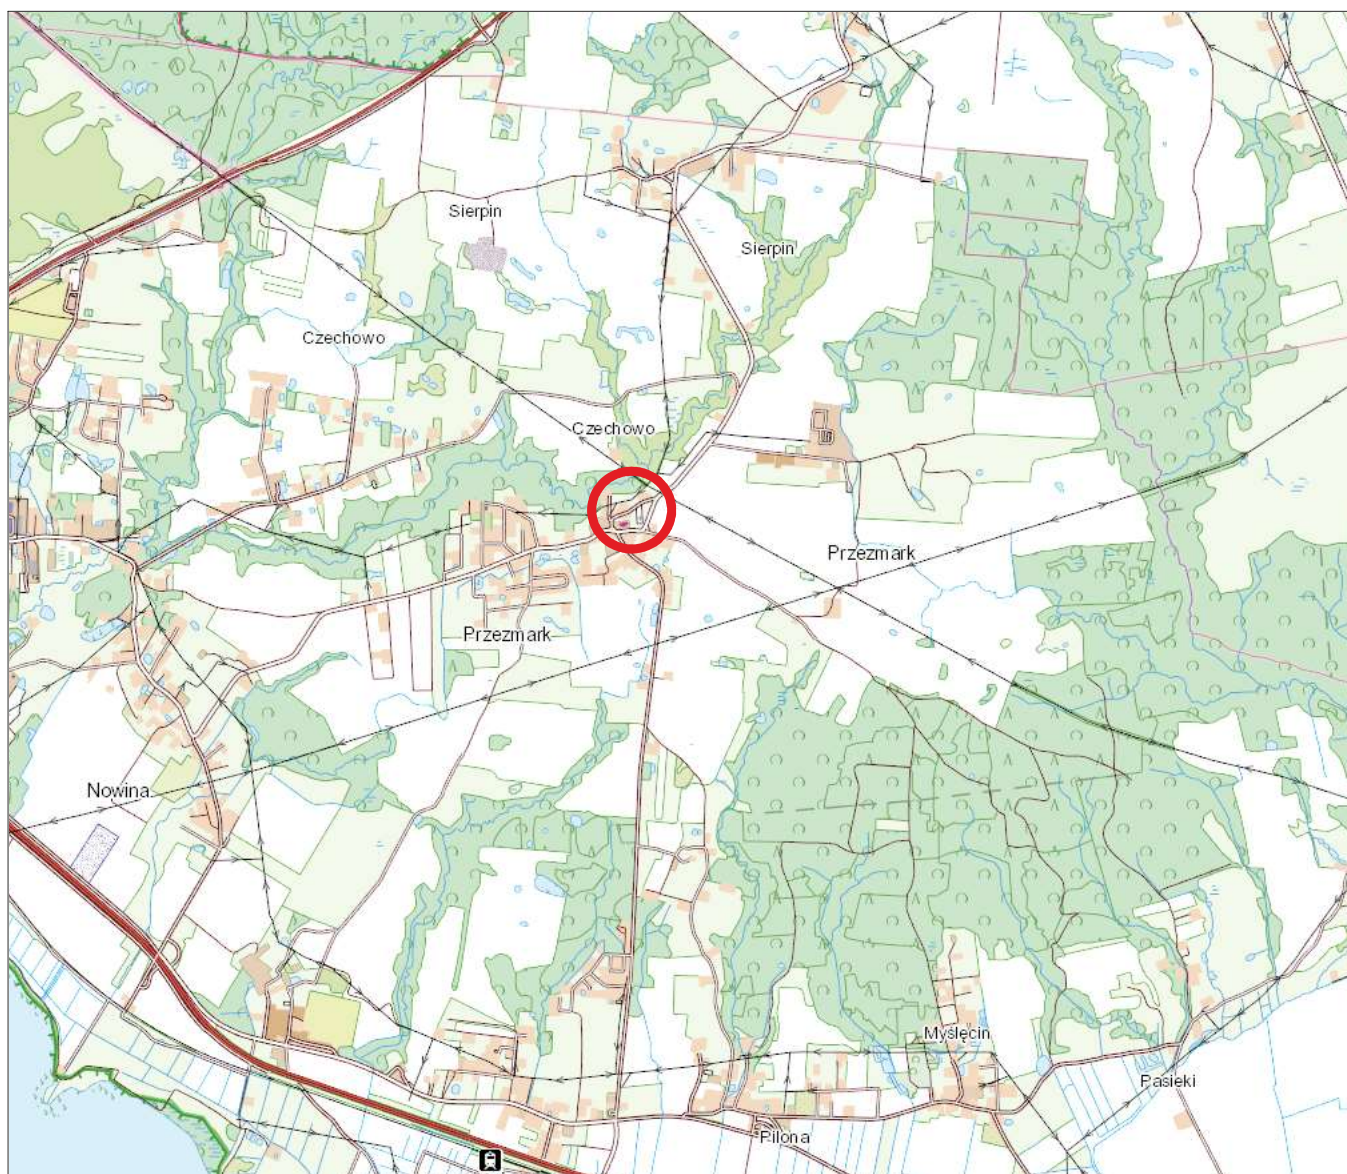 Sierpin
Sierpin
Czechowo
Czechowo
Przezmark
Przezmark
Nowina
Myślęcin
Pasieki
Pilona